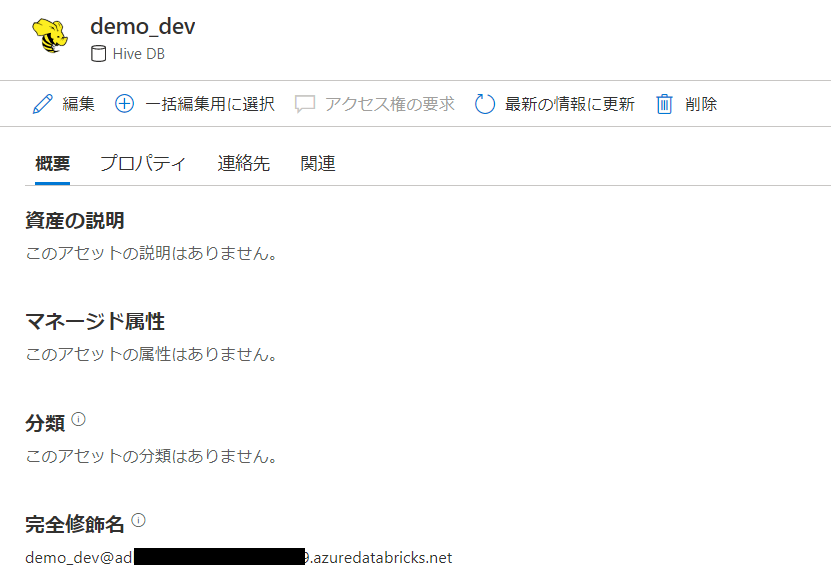 demo_dev
Hive DB
編集 一括編集用に選択 アクセス権の要求 最新の情報に更新 削除
概要 プロパティ 連絡先 関連
資産の説明
このアセットの説明はありません。
マネージド属性
このアセットの属性はありません。
分類
このアセットの分類はありません。
完全修飾名
demo_dev@ad 9.azuredatabricks.net